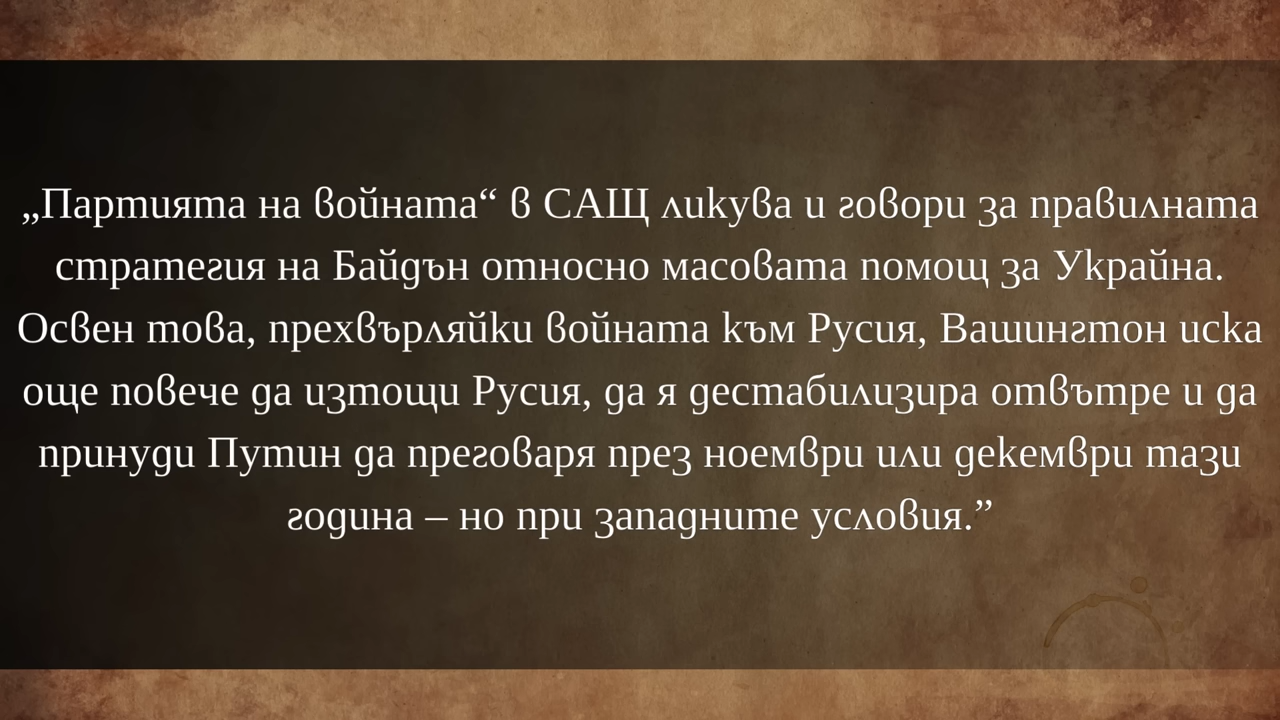 „Партията на войната“ в САЩ ликува и говори за правилната
стратегия на Байдън относно масовата помощ за Украйна.
Освен това, прехвърляйки войната към Русия, Вашингтон иска
още повече да изтощи Русия, да я дестабилизира отвътре и да
принуди Путин да преговаря през ноември или декември тази
година – но при западните условия.”